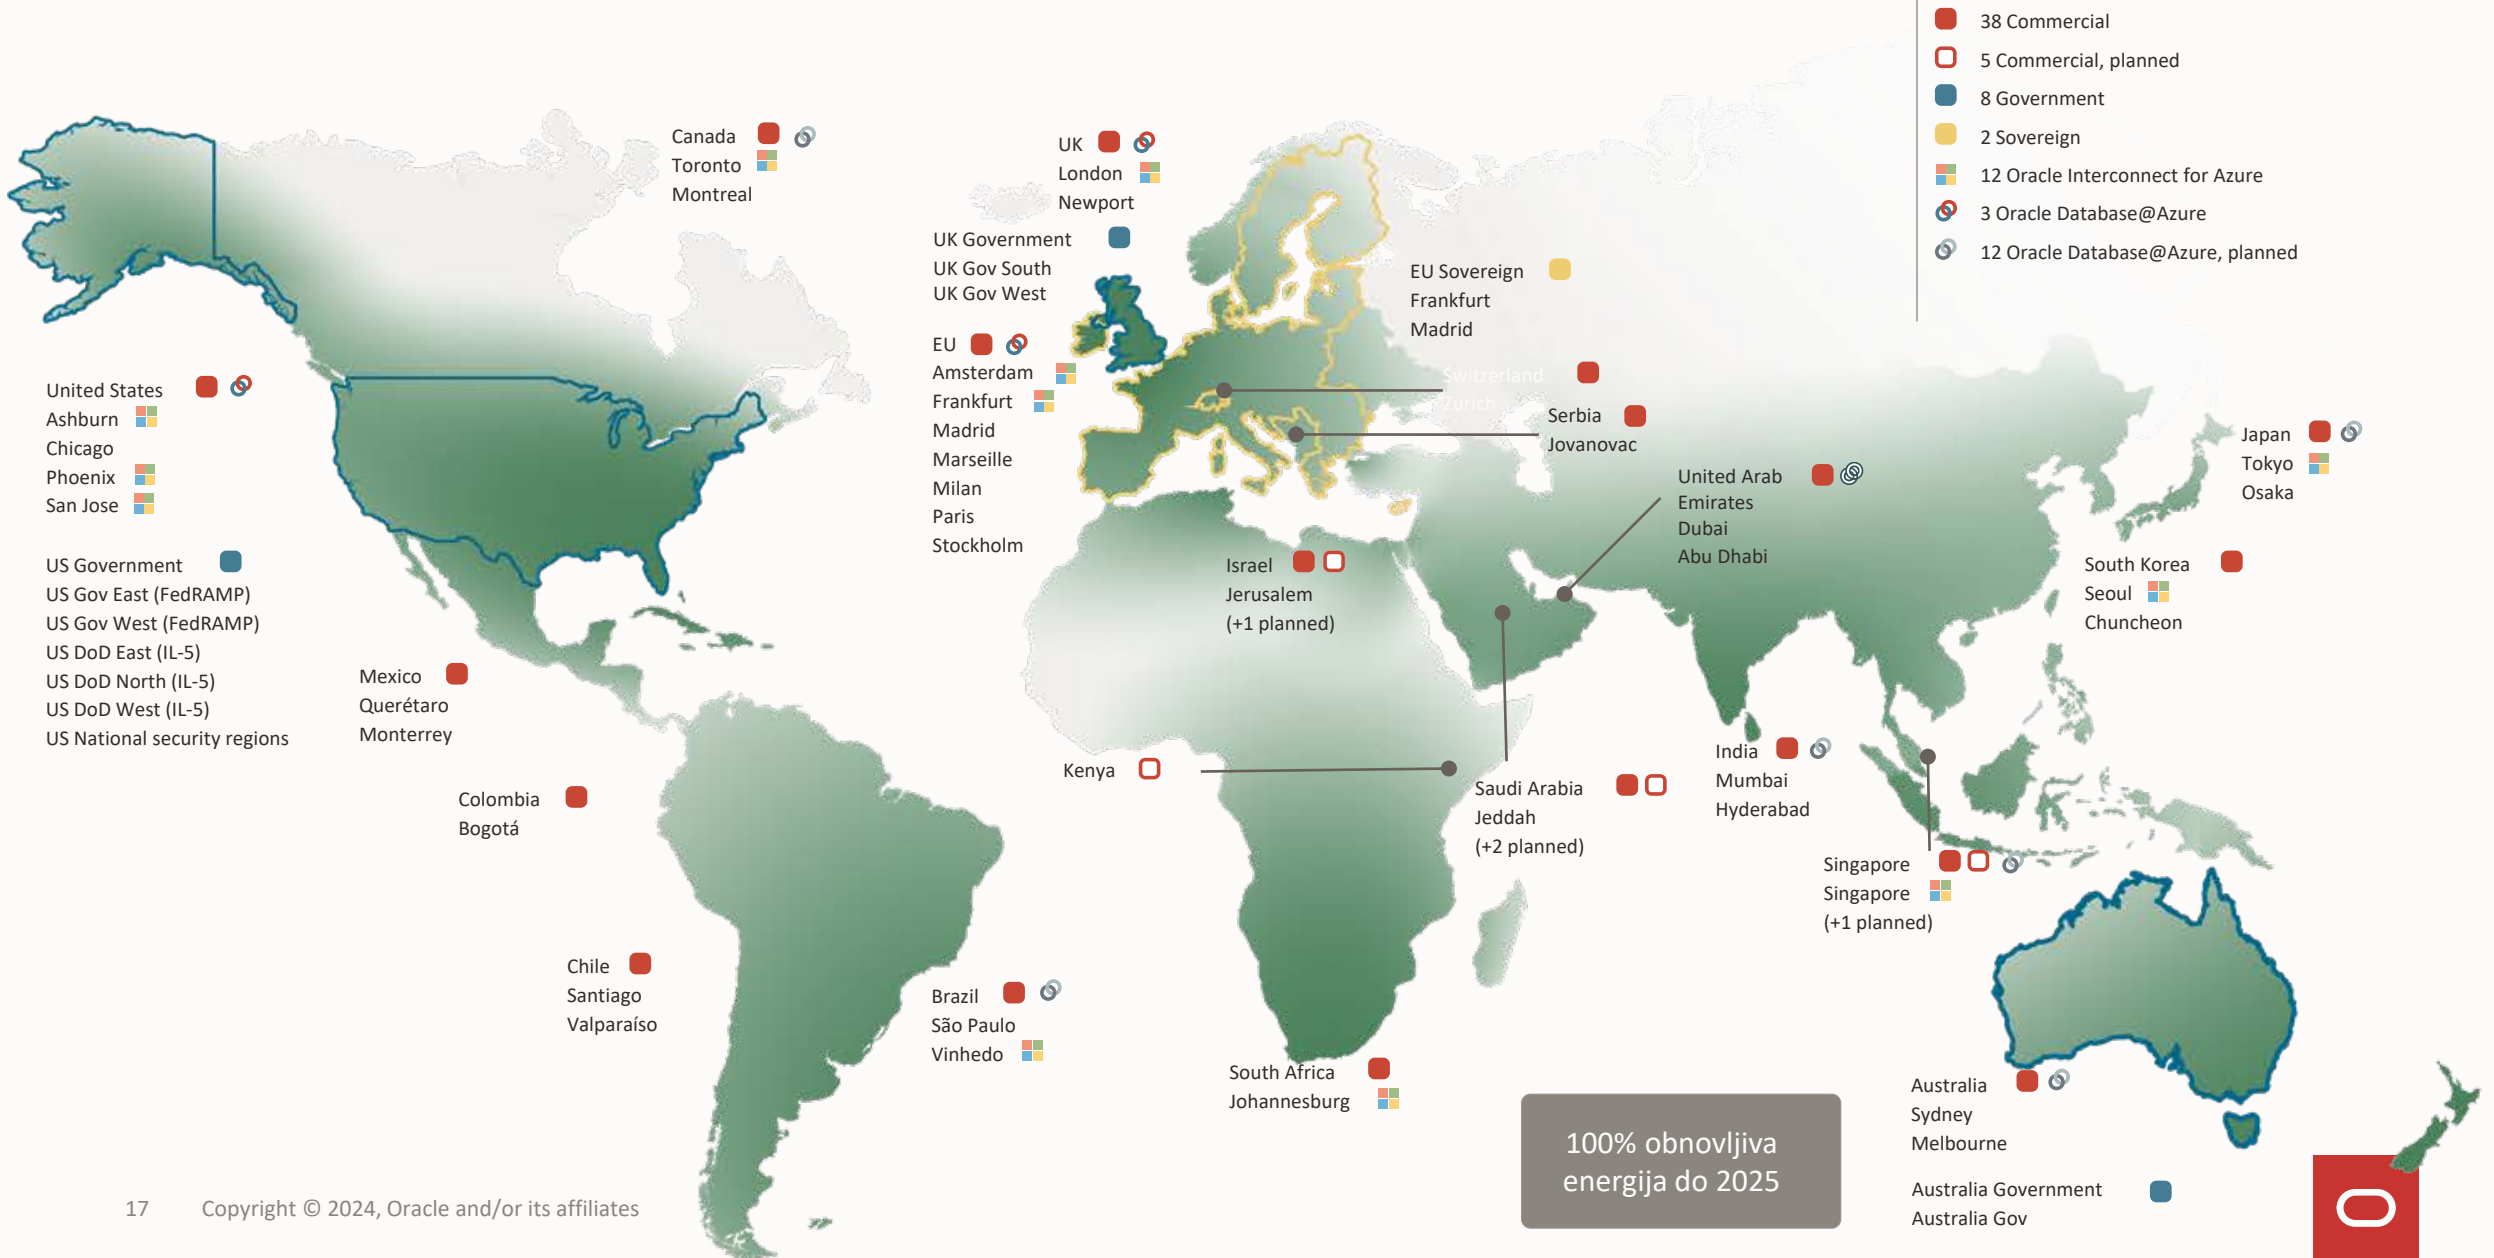 38 Commercial
5 Commercial, planned
8 Government
2 Sovereign
12 Oracle Interconnect for Azure
3 Oracle Database@Azure
12 Oracle Database@Azure, planned
Canada
Toronto
Montreal
UK
London
Newport
UK Government
UK Gov South
UK Gov West
EU Sovereign
Frankfurt
Madrid
EU
Amsterdam
Frankfurt
Madrid
Marseille
Milan
Paris
Stockholm
Switzerland
Zurich
Serbia
Jovanovac
United States
Ashburn
Chicago
Phoenix
San Jose
US Government
US Gov East (FedRAMP)
US Gov West (FedRAMP)
US DoD East (IL-5)
US DoD North (IL-5)
US DoD West (IL-5)
US National security regions
United Arab
Emirates
Dubai
Abu Dhabi
Japan
Tokyo
Osaka
South Korea
Seoul
Chuncheon
Israel
Jerusalem
(+1 planned)
Mexico
Querétaro
Monterrey
Kenya
Saudi Arabia
Jeddah
(+2 planned)
India
Mumbai
Hyderabad
Colombia
Bogotá
Singapore
Singapore
(+1 planned)
Chile
Santiago
Valparaíso
Brazil
São Paulo
Vinhedo
South Africa
Johannesburg
Australia
Sydney
Melbourne
Australia Government
Australia Gov
100% obnovljiva
energija do 2025
17 Copyright © 2024, Oracle and/or its affiliates